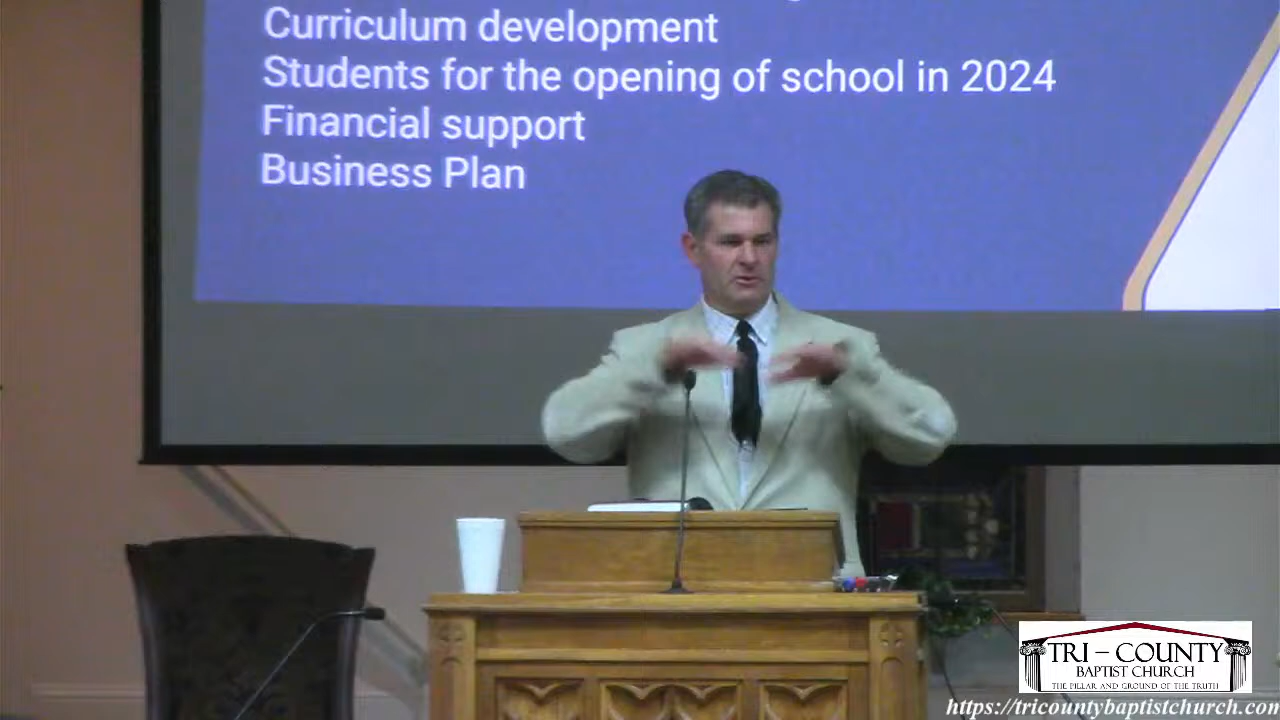 Curriculum development
Students for the opening of school in 2024
Financial support
Business Plan
TRI - COUNTY
BAPTIST CHURCH
THE PILLAR AND GROUND OF THE TRUTH
https://tricountybaptistchurch.com